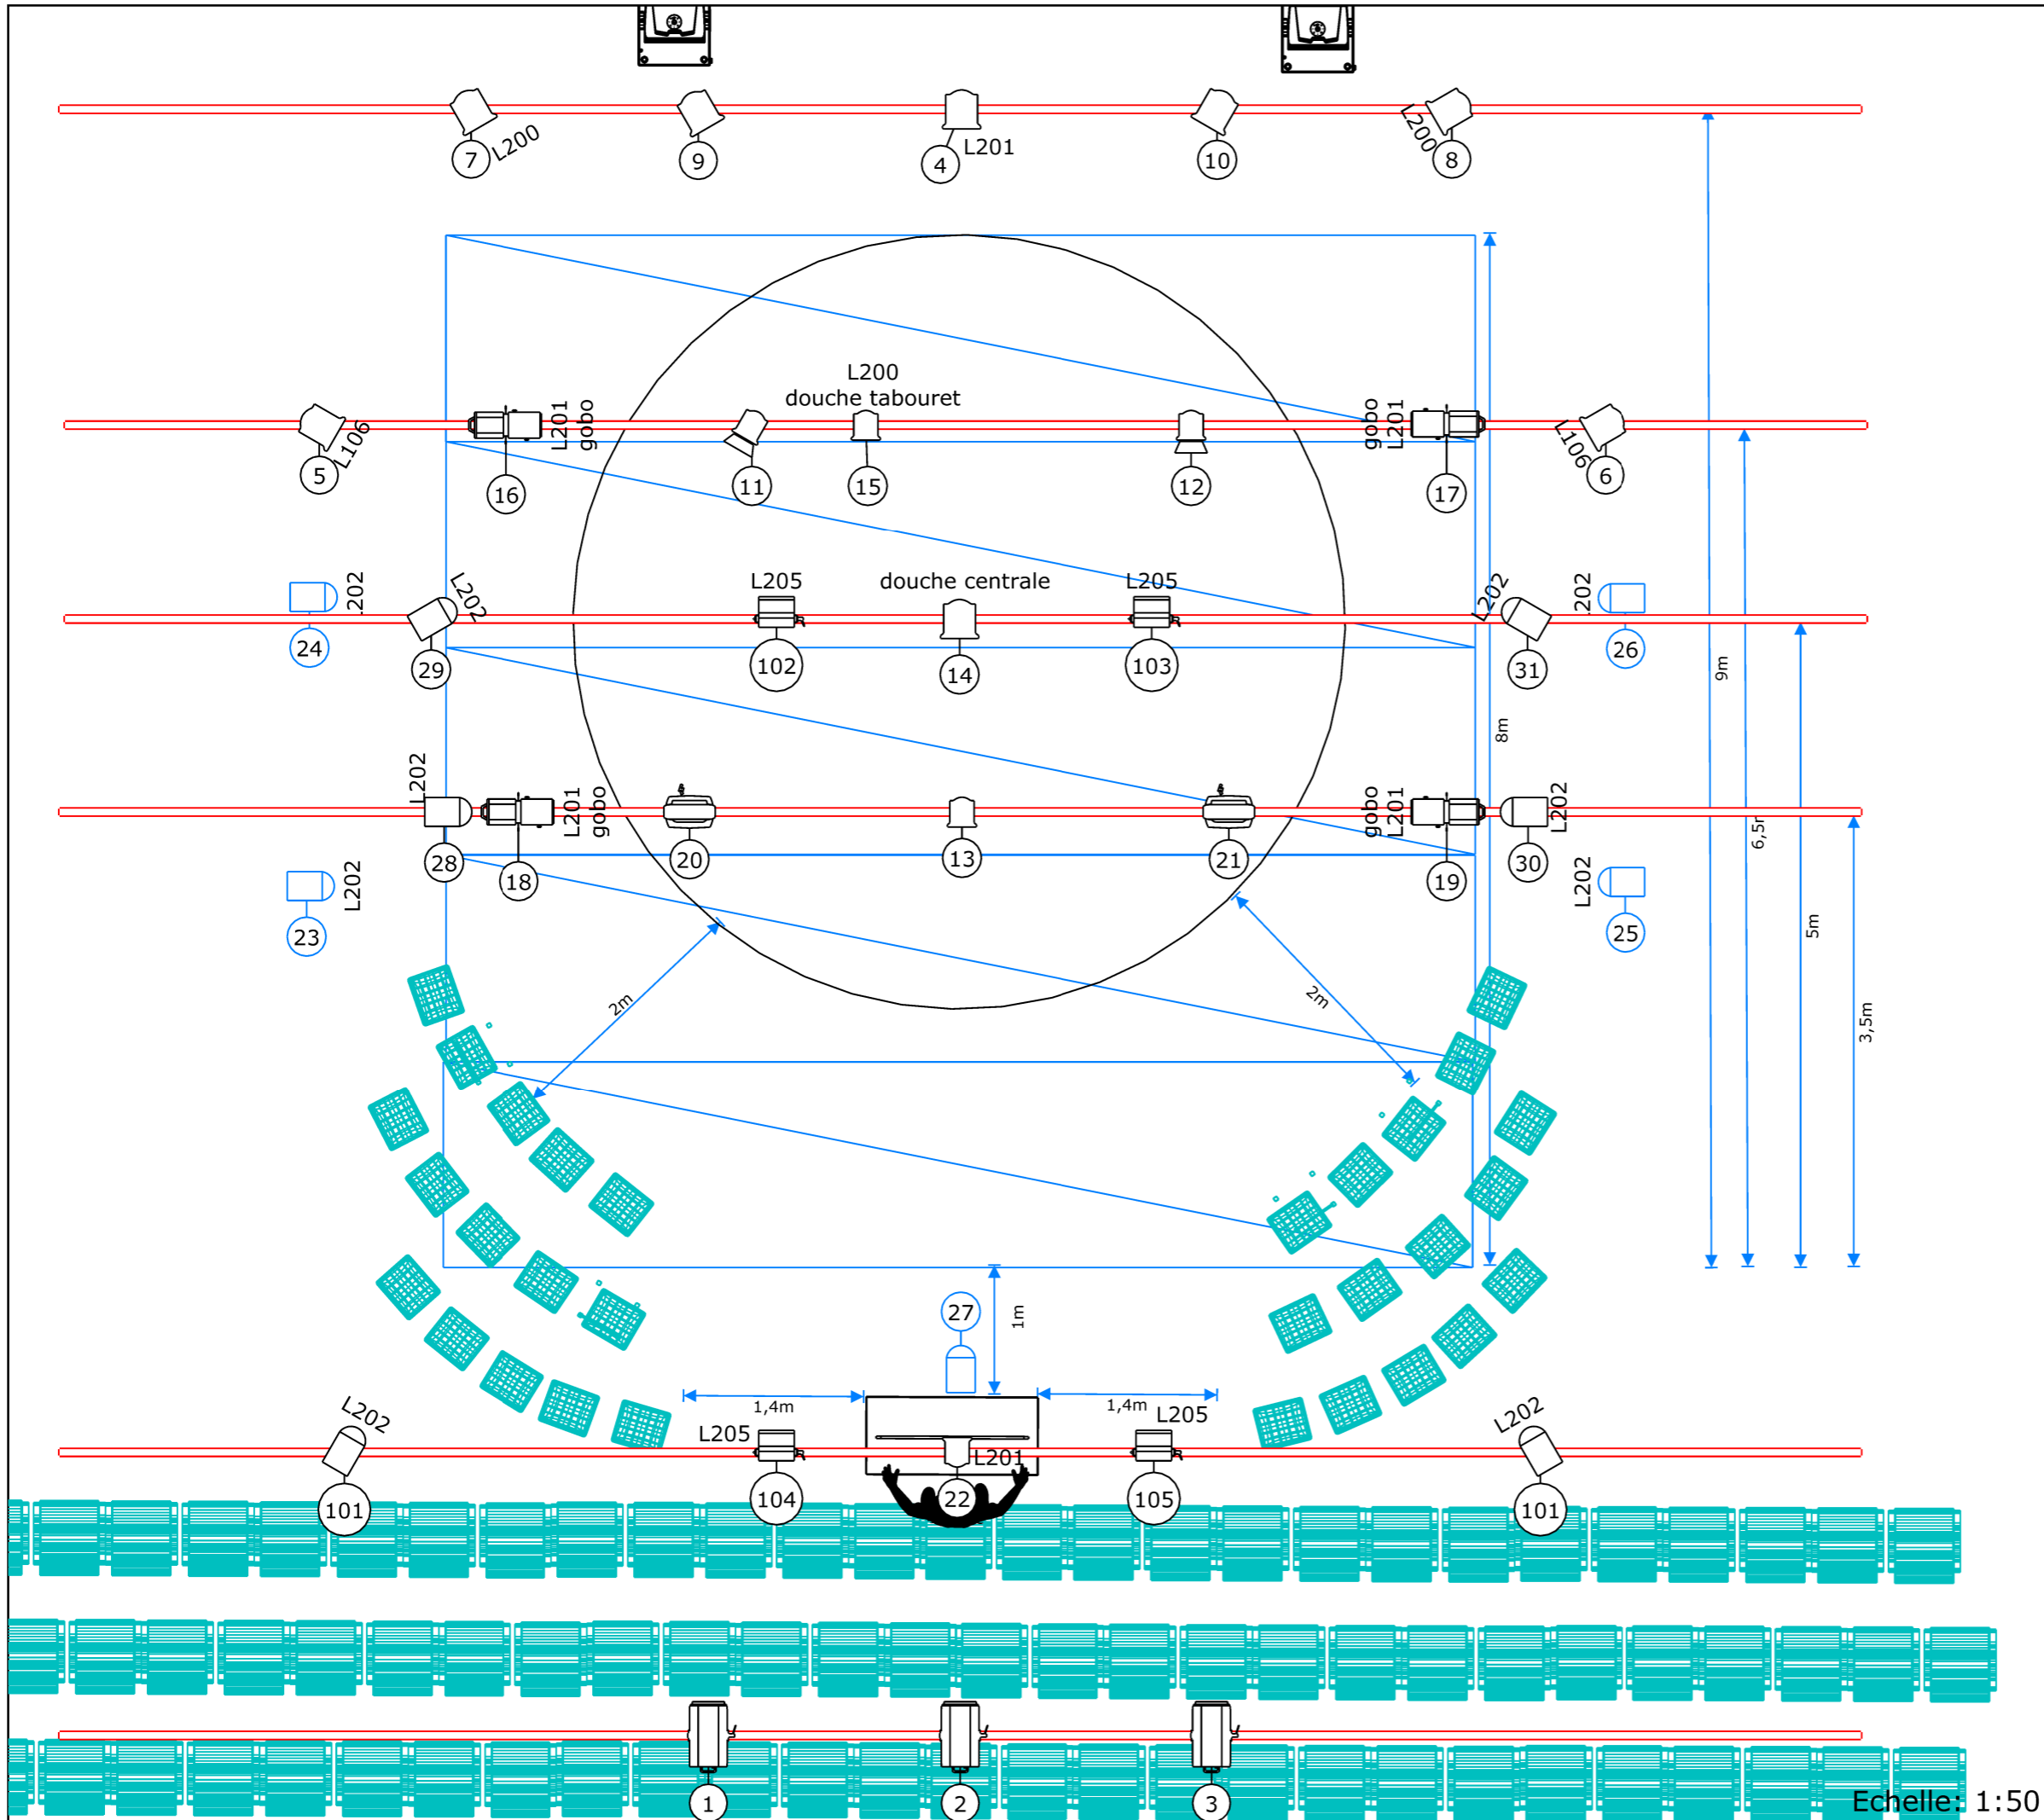 7
L200
9
4
L201
10
L200
8
L200
douche tabouret
5
L106
16
L201
gobo
11
15
12
gobo
L201
17
L106
6
24
L202
29
L202
L205
102
douche centrale
14
L205
103
L202
31
L202
26
9m
8m
6,5m
5m
3,5m
L202
28
18
L201
gobo
20
13
21
gobo
L201
19
L202
30
23
L202
L202
25
2m
2m
27
1m
1,4m
1,4m
L202
101
L205
104
L201
22
L205
105
L202
101
1
2
3
Echelle: 1:50